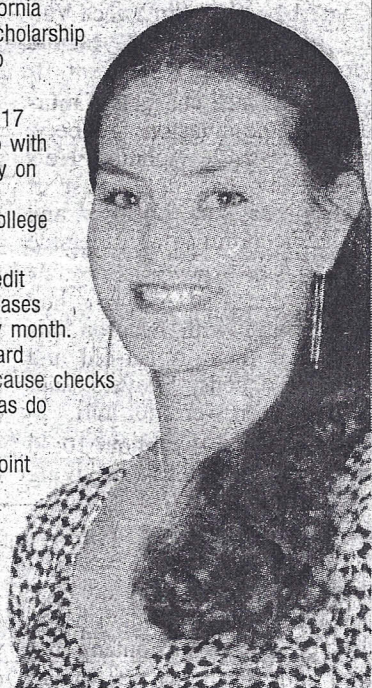 ornia
cholarship
o
17
with
y on
ollege
edit
ases
y month.
ard
cause checks
as do
oint